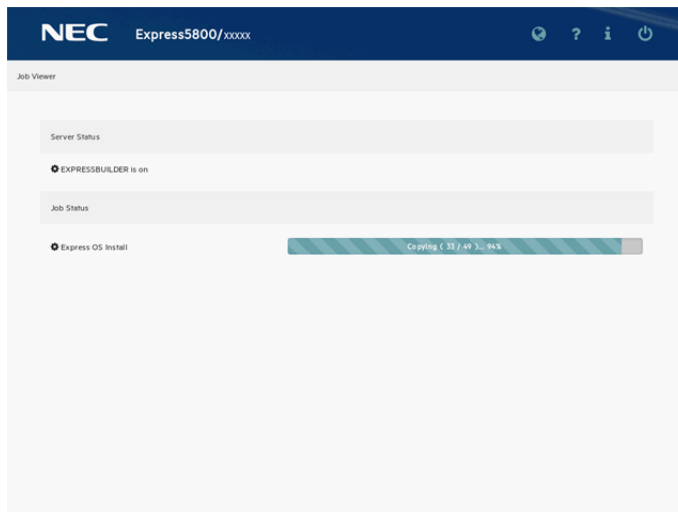 NEC Express5800/xxxxx
Job Viewer
Server Status
EXPRESSBUILDER is on
Job Status
Express OS Install
Copying ( 33 / 49 )... 94%